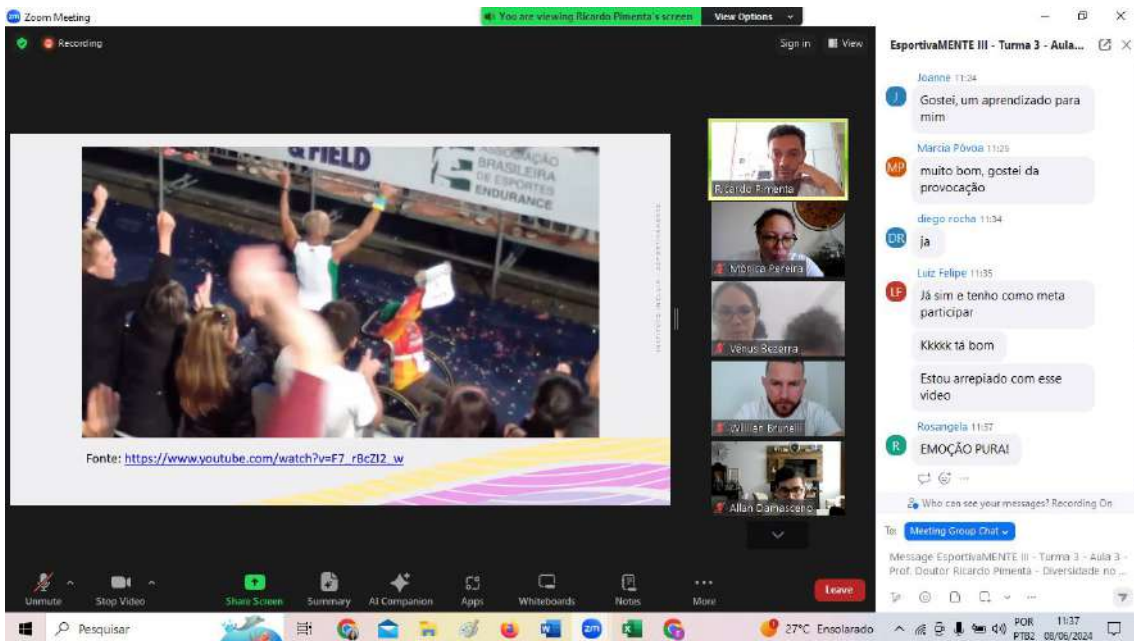 Zoom Meeting
You are viewing Ricardo Pimenta's screen
View Options
Recording
Sign in
View
& FIELD
ASSOCIAÇÃO
BRASILEIRA
DE ESPORTES
ENDURANCE
Fonte: https://www.youtube.com/watch?v=F7_rBcZI2_w
Ricardo Pimenta
Mônica Pereira
Venus Bezerra
Willian Brunelli
Allan Damasceno
EsportivaMENTE III - Turma 3 - Aula...
Joanne 11:24
J
Gostei, um aprendizado para
mim
Marcia Póvoa 11:25
MP
muito bom, gostei da
provocação
diego rocha 11:34
DR
ja
Luiz Felipe 11:35
LF
Já sim e tenho como meta
participar
Kkkkk tá bom
Estou arrepiado com esse
video
Rosangela 11:37
R
EMOÇÃO PURA!
Who can see your messages? Recording On
To: Meeting Group Chat
Message EsportivaMENTE III - Turma 3 - Aula 3 -
Prof. Doutor Ricardo Pimenta - Diversidade no ...
Unmute
Stop Video
Share Screen
Summary
AI Companion
Apps
Whiteboards
Notes
More
Leave
Pesquisar
27°C Ensolarado
POR
PTB2
11:37
08/06/2024